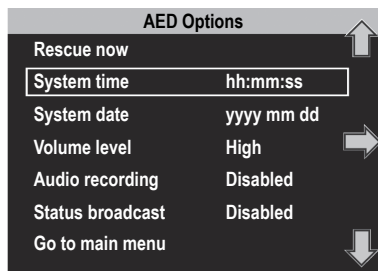 AED Options
Rescue now
System time hh:mm:ss
System date yyyy mm dd
Volume level High
Audio recording Disabled
Status broadcast Disabled
Go to main menu